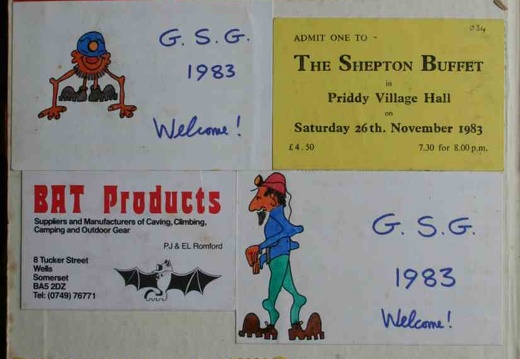 G. S. G.
1983
Welcome!
034
ADMIT ONE TO -
THE SHEPTON BUFFET
in
Priddy Village Hall
on
Saturday 26th. November 1983
£4.50 7.30 for 8.00 p.m.
BAT Products
Suppliers and Manufacturers of Caving, Climbing,
Camping and Outdoor Gear
PJ & EL Romford
8 Tucker Street
Wells
Somerset
BA5 2DZ
Tel: (0749) 76771
G. S. G.
1983
Welcome!